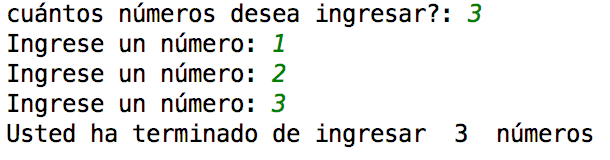 cuántos números desea ingresar?: 3
Ingrese un número: 1
Ingrese un número: 2
Ingrese un número: 3
Usted ha terminado de ingresar  3  números